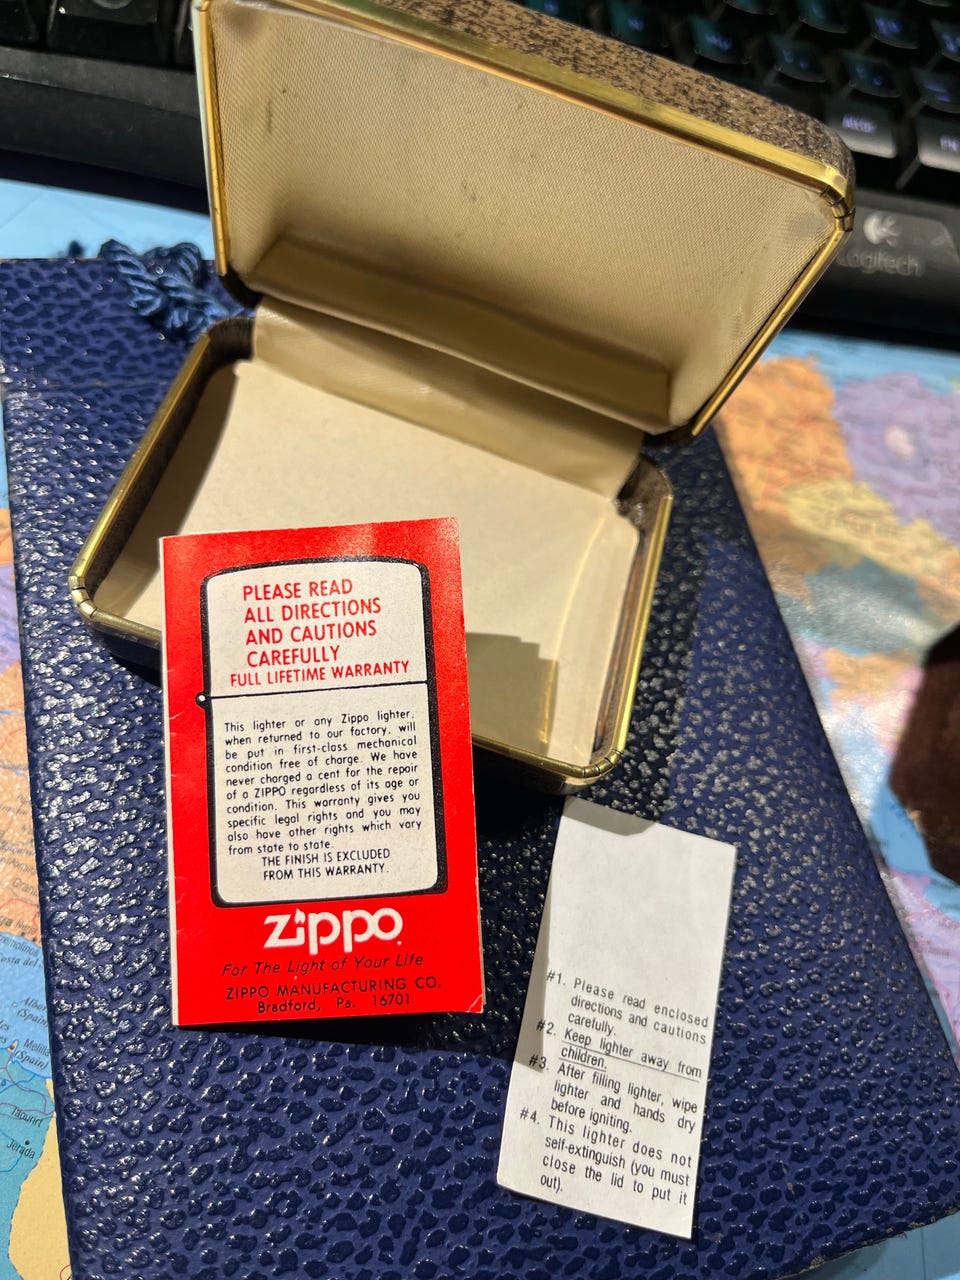 Logitech
PLEASE READ
ALL DIRECTIONS
AND CAUTIONS
CAREFULLY
FULL LIFETIME WARRANTY
This lighter or any Zippo lighter,
when returned to our factory, will
be put in first-class mechanical
condition free of charge. We have
never charged a cent for the repair
of a ZIPPO regardless of its age or
condition. This warranty gives you
specific legal rights and you may
also have other rights which vary
from state to state.
THE FINISH IS EXCLUDED
FROM THIS WARRANTY.
zippo
For The Light of Your Life
ZIPPO MANUFACTURING CO.
Bradford, Pa. 16701
#1. Please read enclosed
directions and cautions
carefully.
#2. Keep lighter away from
children.
#3. After filling lighter, wipe
lighter and hands dry
before igniting.
#4. This lighter does not
self-extinguish (you must
close the lid to put it
out).
Melilla
(Spain)
Taourirt
Jerada